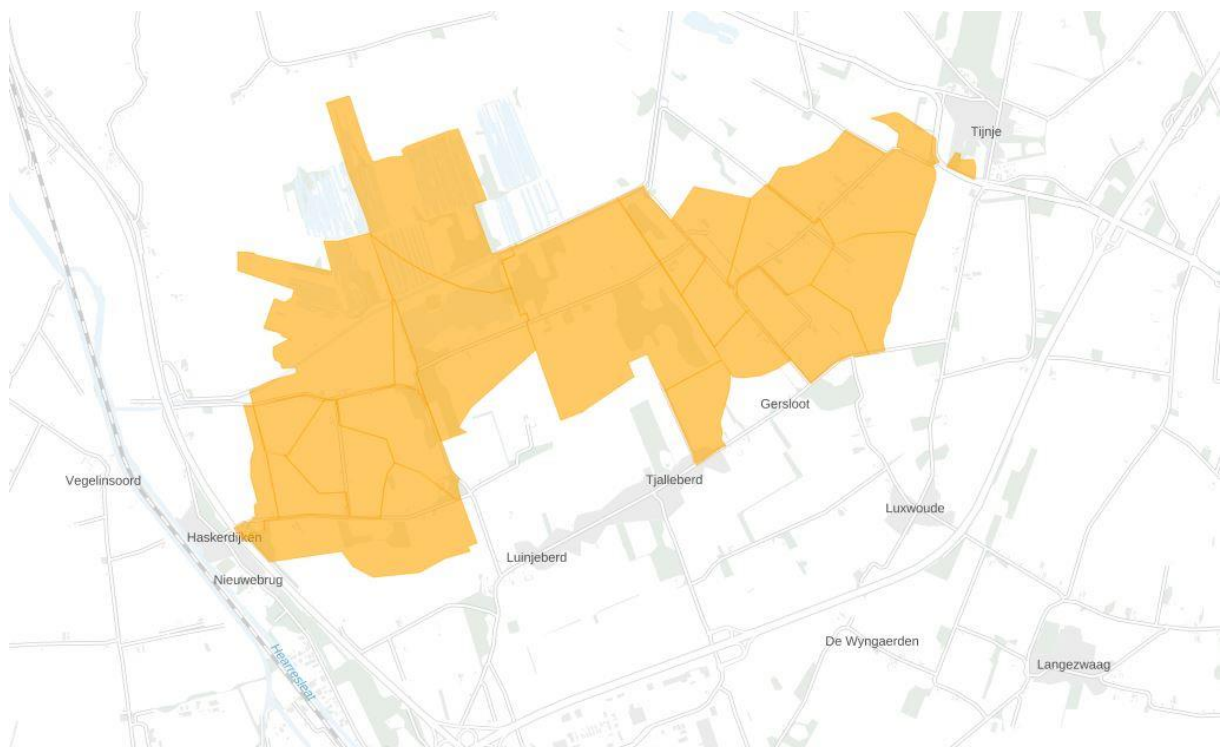 Tijnje
Gersloot
Vegelinsoord
Tjalleberd
Luxwoude
Haskerdijken
Luinjeberd
Nieuwebrug
De Wyngaerden
Langezwaag
Hearresleat